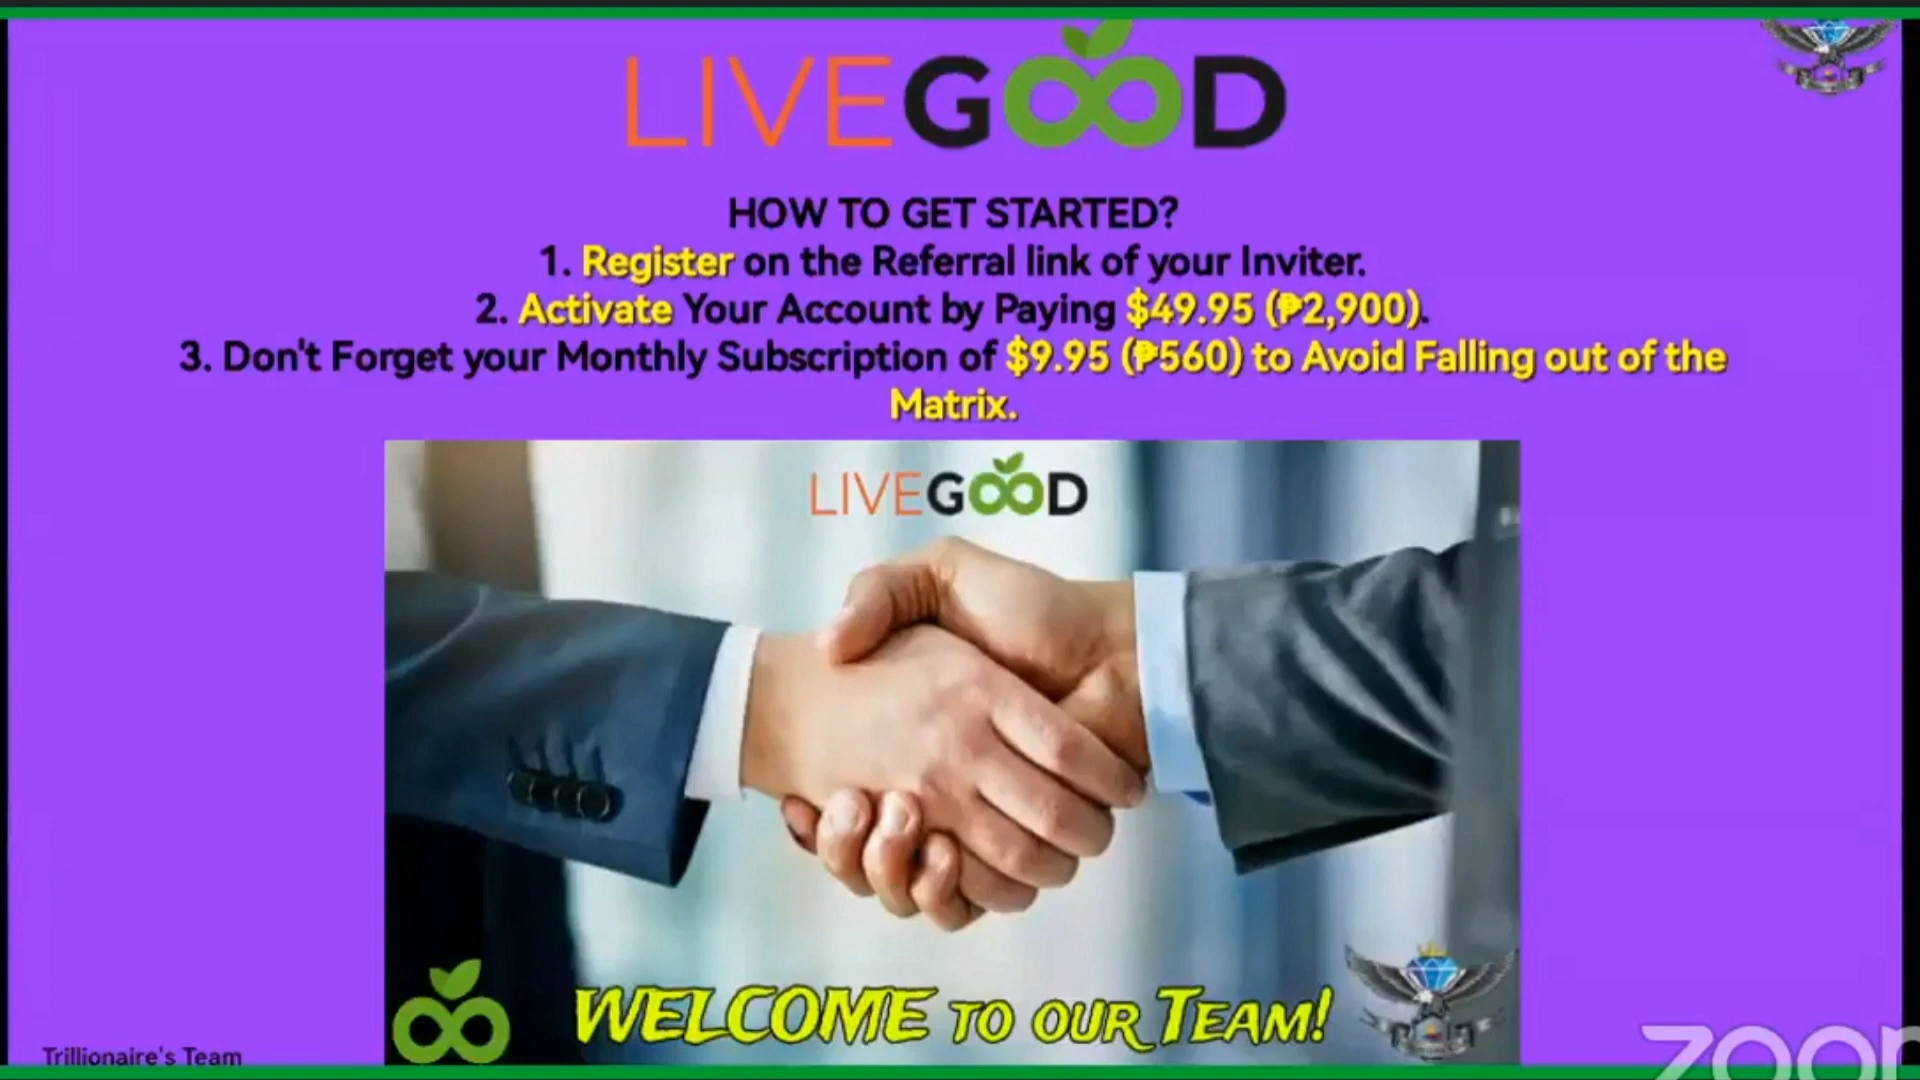 LIVEGOOD
HOW TO GET STARTED?
1. Register on the Referral link of your Inviter.
2. Activate Your Account by Paying $49.95 (₱2,900).
3. Don't Forget your Monthly Subscription of $9.95 (₱560) to Avoid Falling out of the
Matrix.
LIVEGOOD
WELCOME TO OUR TEAM!
Trillionaire's Team
zoom